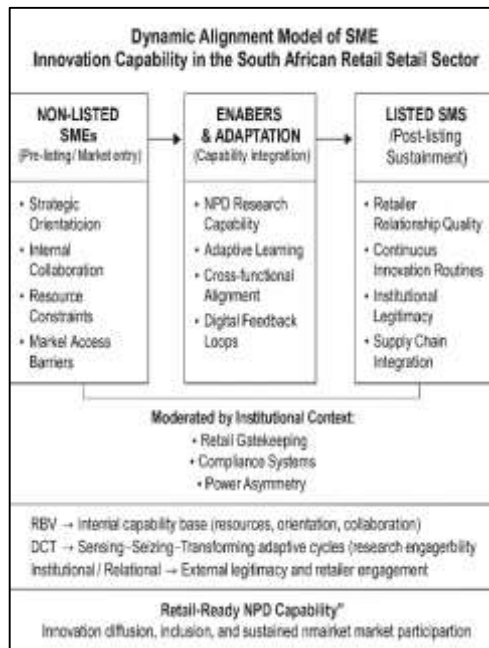 Dynamic Alignment Model of SME
Innovation Capability in the South African Retail Setail Sector
NON-LISTED
SMEs
(Pre-listing / Market entry)
• Strategic
Orientatioion
• Internal
Collaboration
• Resource
Constraints
• Market Access
Barriers
ENABERS
& ADAPTATION
(Capability integration)
• NPD Research
Capability
• Adaptive Learning
• Cross-functional
Alignment
• Digital Feedback
Loops
LISTED SMS
/Post-listing
Sustainment)
• Retailer
Relationship Quality
• Continuous
Innovation Routines
• Institutional
Legitimacy
• Supply Chain
Integration
Moderated by Institutional Context:
• Retail Gatekeeping
• Compliance Systems
• Power Asymmetry
RBV → Interrial capability base (resources, orientation, collaboration)
DCT → Sensing–Seizing–Transforming adaptive cycles (research engagerbility
Institutional / Relational → External legitimacy and retailer engagement
Retail-Ready NPD Capability"
Innovation diffusion, inclusion, and sustained nmairket market participartion